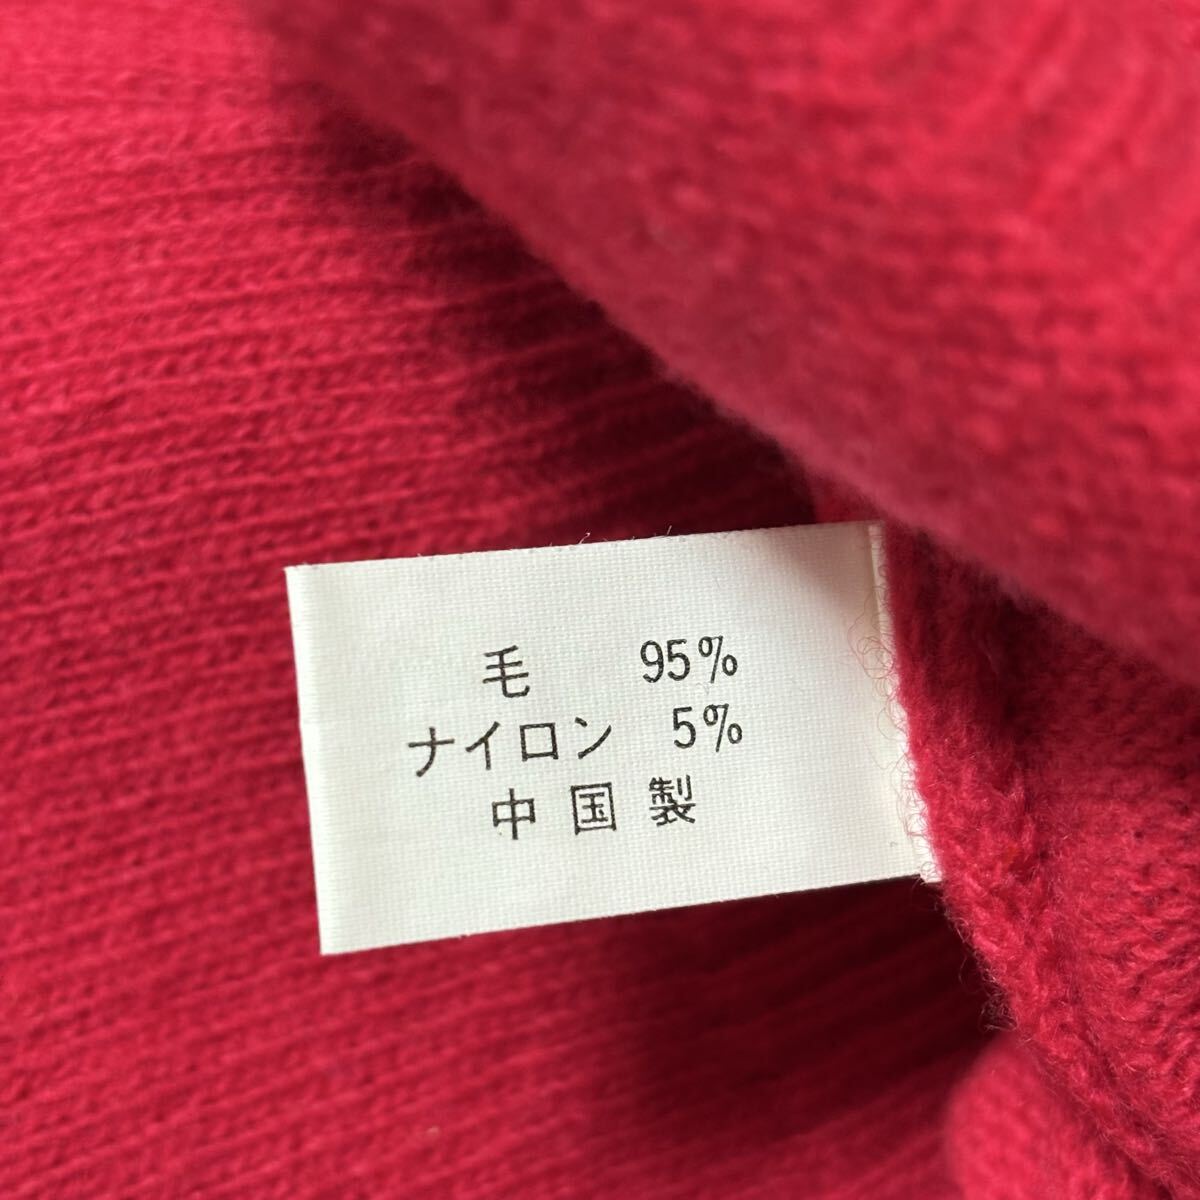 毛 95%
ナイロン 5%
中国製